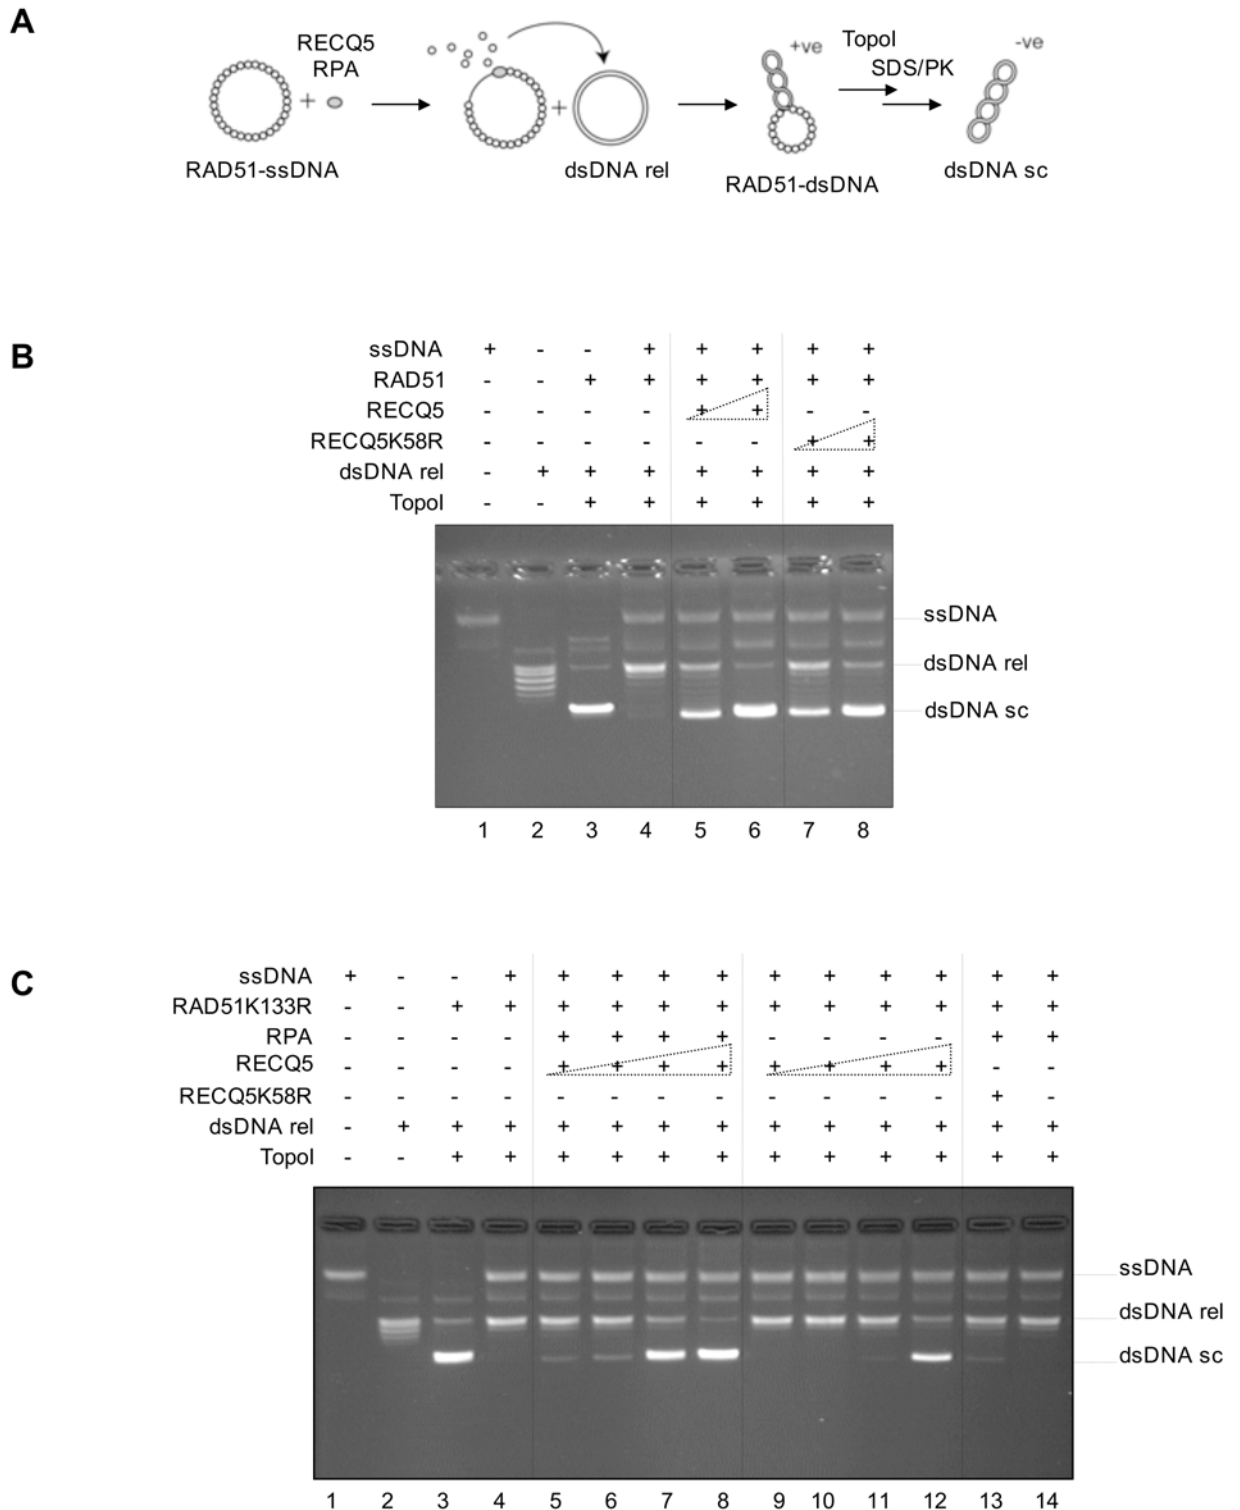 A
RECQ5
RPA
+
+
+ve
TopoI
SDS/PK
-ve
RAD51-ssDNA
dsDNA rel
RAD51-dsDNA
dsDNA sc
B
ssDNA + - - + + + + +
RAD51 - - + + + + + +
RECQ5 - - - - + + - -
RECQ5K58R - - - - - - + +
dsDNA rel - + + + + + + +
TopoI - - + + + + + +
ssDNA
dsDNA rel
dsDNA sc
1 2 3 4 5 6 7 8
C
ssDNA + - - + + + + + + + + + + +
RAD51K133R - - + + + + + + + + + + + +
RPA - - - - + + + + - - - - + +
RECQ5 - - - - + + + + + + + + - -
RECQ5K58R - - - - - - - - - - - - + -
dsDNA rel - + + + + + + + + + + + + +
TopoI - - + + + + + + + + + + + +
ssDNA
dsDNA rel
dsDNA sc
1 2 3 4 5 6 7 8 9 10 11 12 13 14